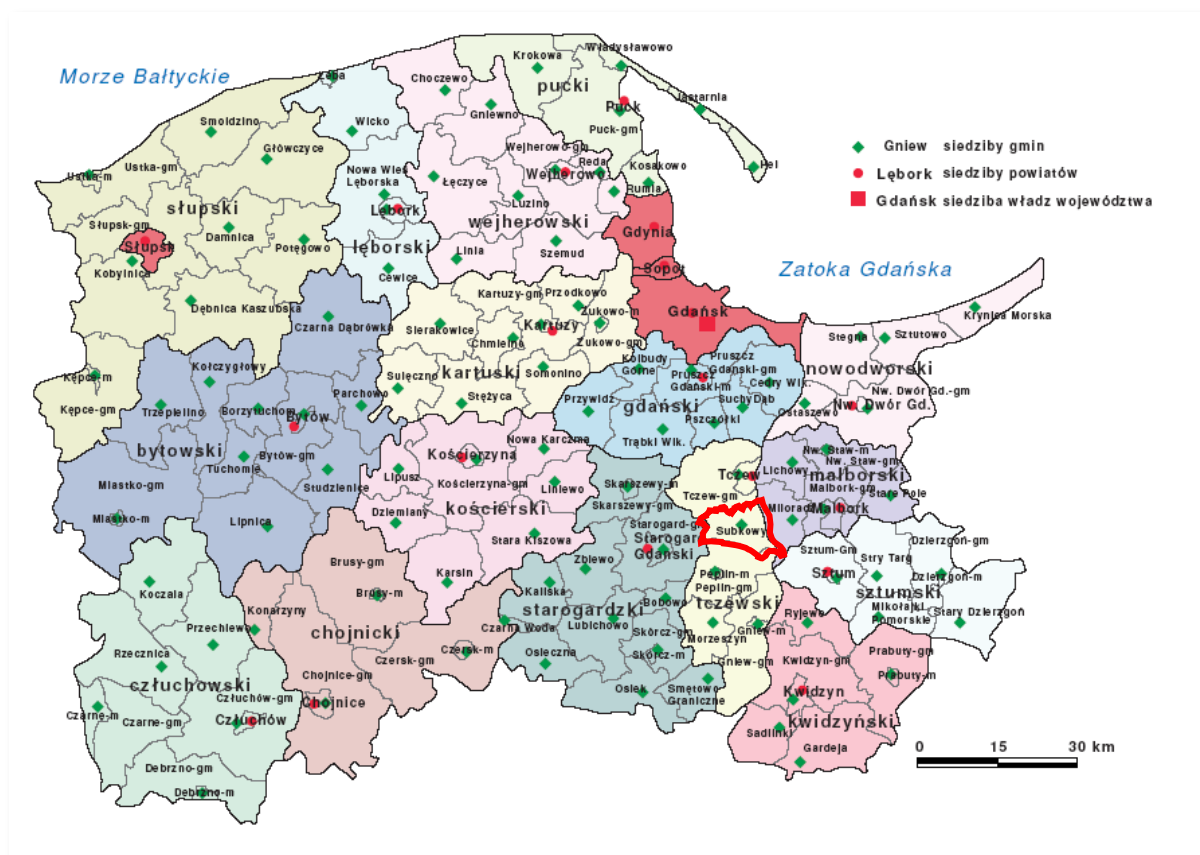 Morze Bałtyckie
Zatoka Gdańska
Gniew siedziby gmin
Lębork siedziby powiatów
Gdańsk siedziba władz województwa
Władysławowo
Krokowa
Łeba
Choczewo
pucki
Jastarnia
Puck
Gniewno
Smołdzino
Wicko
Puck-gm
Główczyce
Wejherowo-gm
Reda
Hel
Ustka-gm
Nowa Wieś
Lęborska
Wejherowo
Kosakowo
Ustka-m
Łęczyce
Rumia
słupski
Lębork
Luzino
Słupsk-gm
wejherowski
Damnica
Gdynia
Słupsk
Potęgowo
lęborski
Linia
Szemud
Sopot
Kobylnica
Cewice
Kartuzy-gm
Przodkowo
Dębnica Kaszubska
Czarna Dąbrówka
Sierakowice
Kartuzy
Żukowo-m
Gdańsk
Krynica Morska
Chmielno
Żukowo-gm
Stegna
Sztutowo
Kołczygłowy
Kolbudy
Górne
Pruszcz
Gdański-gm
nowodworski
Kępce-m
Sulęczno
kartuski
Somonino
Pruszcz
Gdański-m
Cedry Wlk.
Nw. Dwór Gd.-gm
Kępce-gm
Trzebielino
Borzytuchom
Parchowo
Stężyca
Przywidz
gdański
Suchy Dąb
Ostaszewo
Nw. Dwór Gd.
Bytów
Pszczółki
bytowski
Bytów-gm
Nowa Karczma
Trąbki Wlk.
Nw. Staw-m
Tuchomie
Kościerzyna
Lipusz
Nw. Staw-gm
Lichowy
malborski
Miastko-gm
Studzienice
Kościerzyna-gm
Liniewo
Skarszewy-m
Tczew
Malbork-gm
Stare Pole
Tczew-gm
Miastko-m
Lipnica
Dziemiany
kościerski
Skarszewy-gm
Miłoradz
Malbork
Stara Kiszowa
Starogard-gm
Subkowy
Starogard
Gdański
Dzierzgoń-gm
Brusy-gm
Zblewo
Sztum-Gm
Stry Targ
Karsin
Peplin-m
Sztum
Dzierzgoń-m
Koczała
Brusy-m
Kaliska
Peplin-gm
sztumski
Konarzyny
starogardzki
Bobowo
tczewski
Ryjewo
Mikołajki
Pomorskie
Stary Dzierzgoń
Przechlewo
chojnicki
Czarna Woda
Lubichowo
Skórcz-gm
Morzeszyn
Gniew-m
Rzecznica
Czersk-m
Czersk-gm
Osieczna
Skórcz-m
Gniew-gm
Kwidzyn-gm
Prabuty-gm
Prabuty-m
człuchowski
Chojnice-gm
Człuchów-gm
Chojnice
Osiek
Smętowo
Graniczne
Kwidzyn
Czarne-m
Czarne-gm
Człuchów
kwidzyński
Sadlinki
Gardeja
Debrzno-gm
Debrzno-m
0 15 30 km